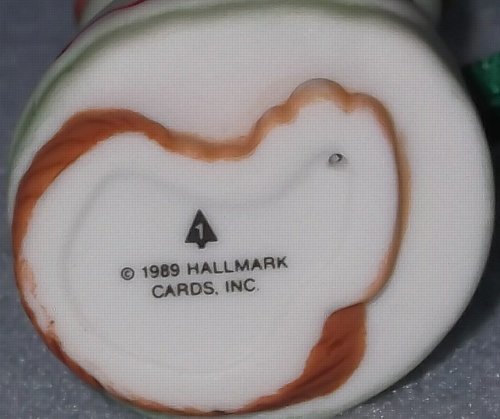 1
© 1989 HALLMARK
CARDS, INC.